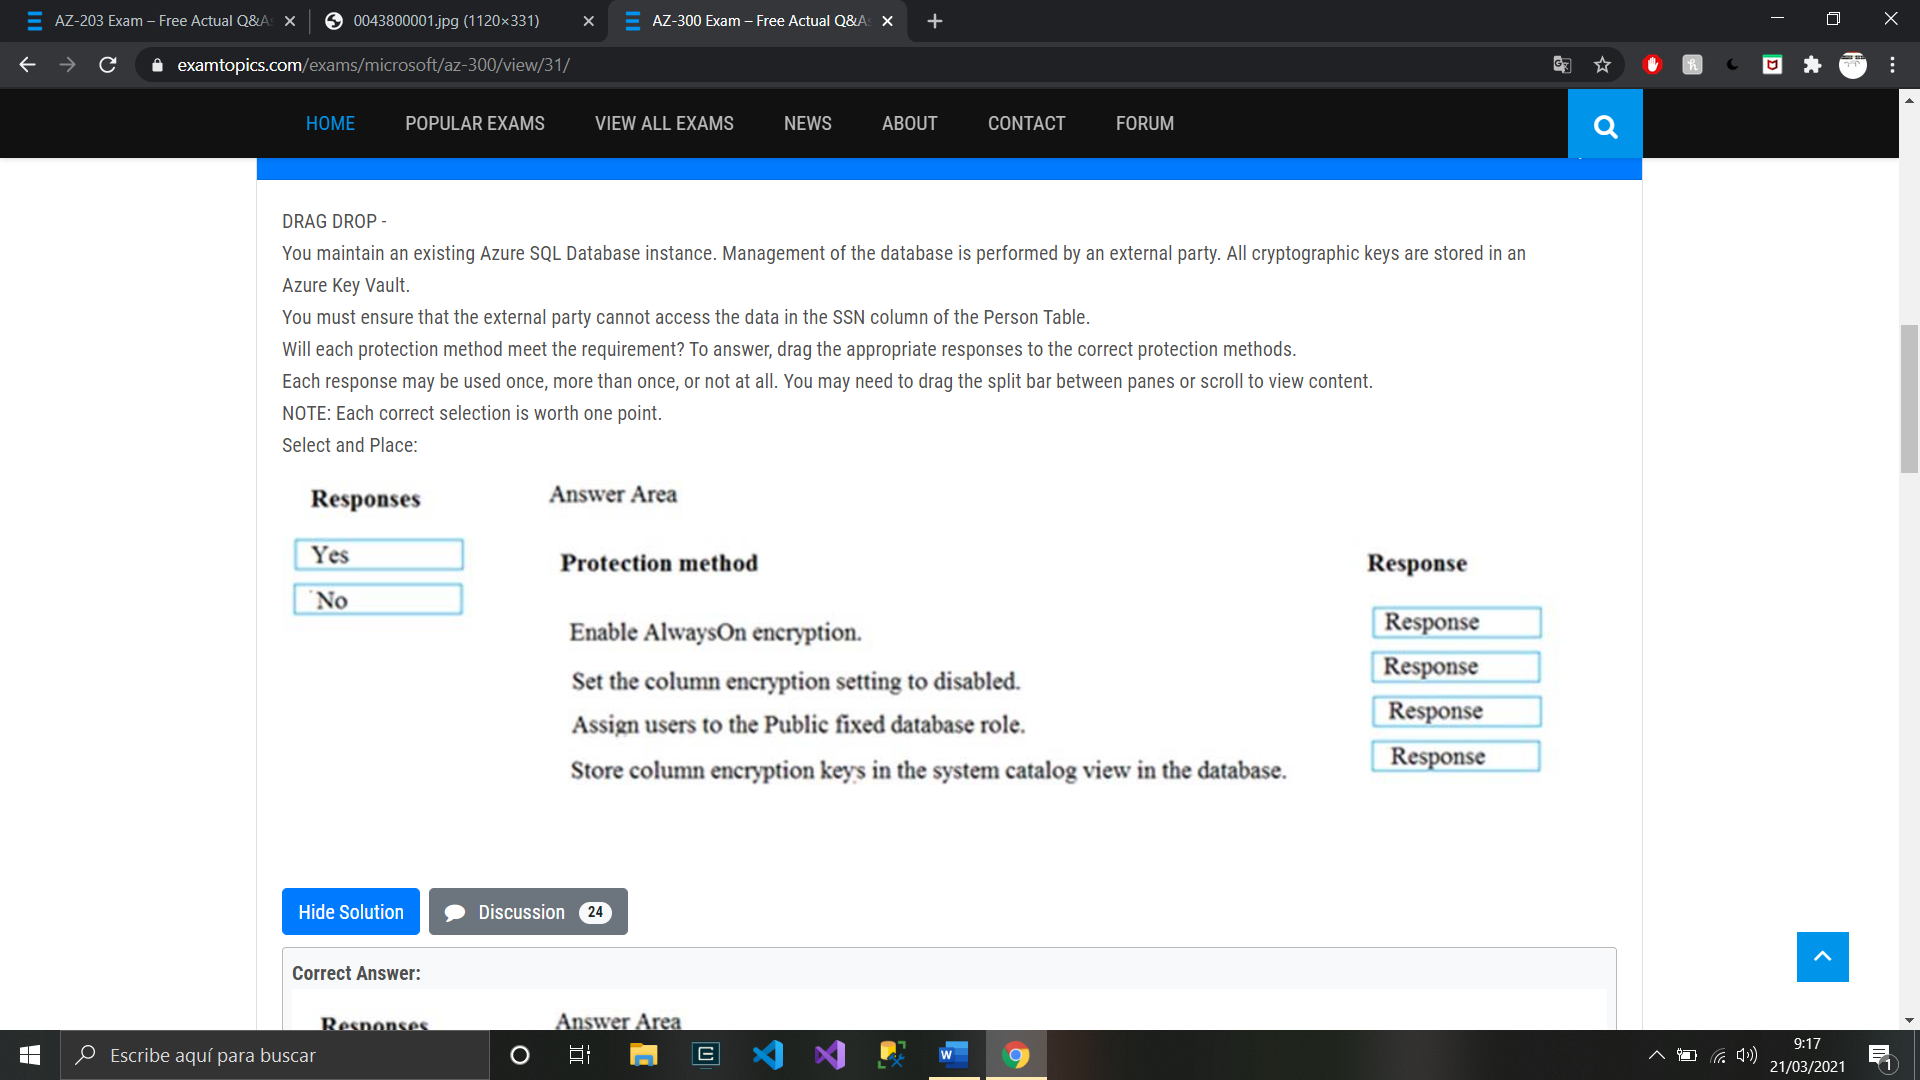 AZ-203 Exam – Free Actual Q&As
0043800001.jpg (1120×331)
AZ-300 Exam – Free Actual Q&As
examtopics.com/exams/microsoft/az-300/view/31/
HOME POPULAR EXAMS VIEW ALL EXAMS NEWS ABOUT CONTACT FORUM
DRAG DROP -
You maintain an existing Azure SQL Database instance. Management of the database is performed by an external party. All cryptographic keys are stored in an
Azure Key Vault.
You must ensure that the external party cannot access the data in the SSN column of the Person Table.
Will each protection method meet the requirement? To answer, drag the appropriate responses to the correct protection methods.
Each response may be used once, more than once, or not at all. You may need to drag the split bar between panes or scroll to view content.
NOTE: Each correct selection is worth one point.
Select and Place:
Responses
Answer Area
Yes
No
Protection method
Response
Enable AlwaysOn encryption.
Response
Set the column encryption setting to disabled.
Response
Assign users to the Public fixed database role.
Response
Store column encryption keys in the system catalog view in the database.
Response
Hide Solution
Discussion 24
Correct Answer:
Responses
Answer Area
Escribe aquí para buscar
9:17
21/03/2021
1